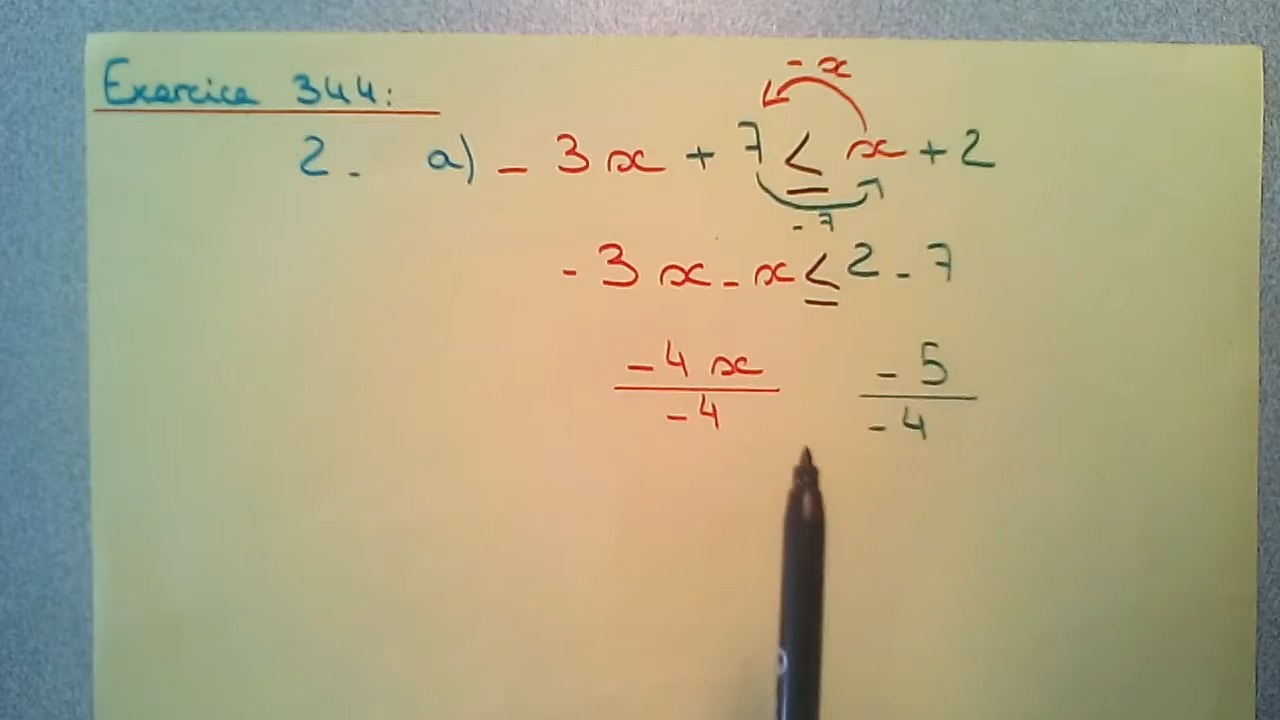 Exercice 344:
- x
2. a) - 3x + 7 ≤ x + 2
- 7
- 3x - x ≤ 2 - 7
- 4x - 5
- 4 - 4